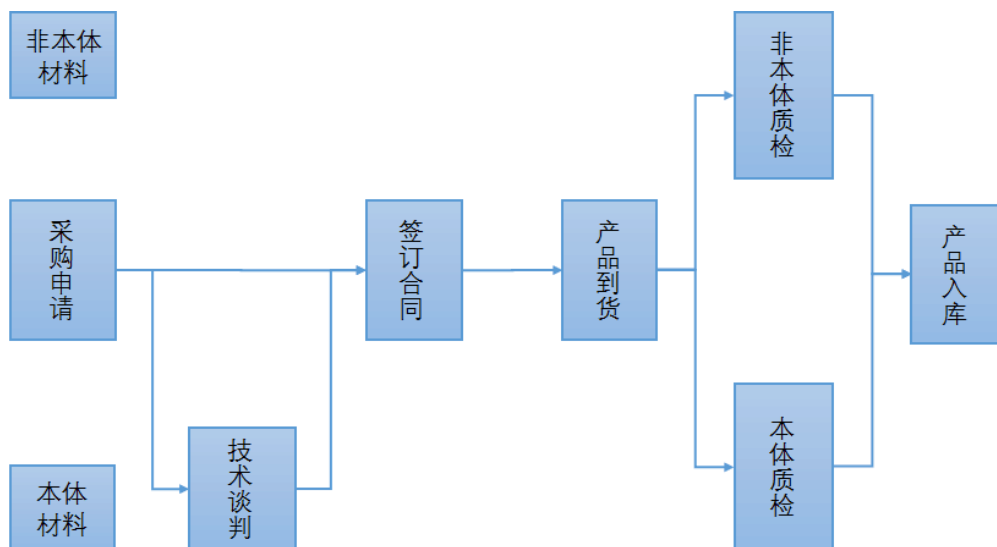 非本体
材料
采购申请
技术谈判
本体
材料
签订合同
产品到货
非本体质检
本体质检
产品入库